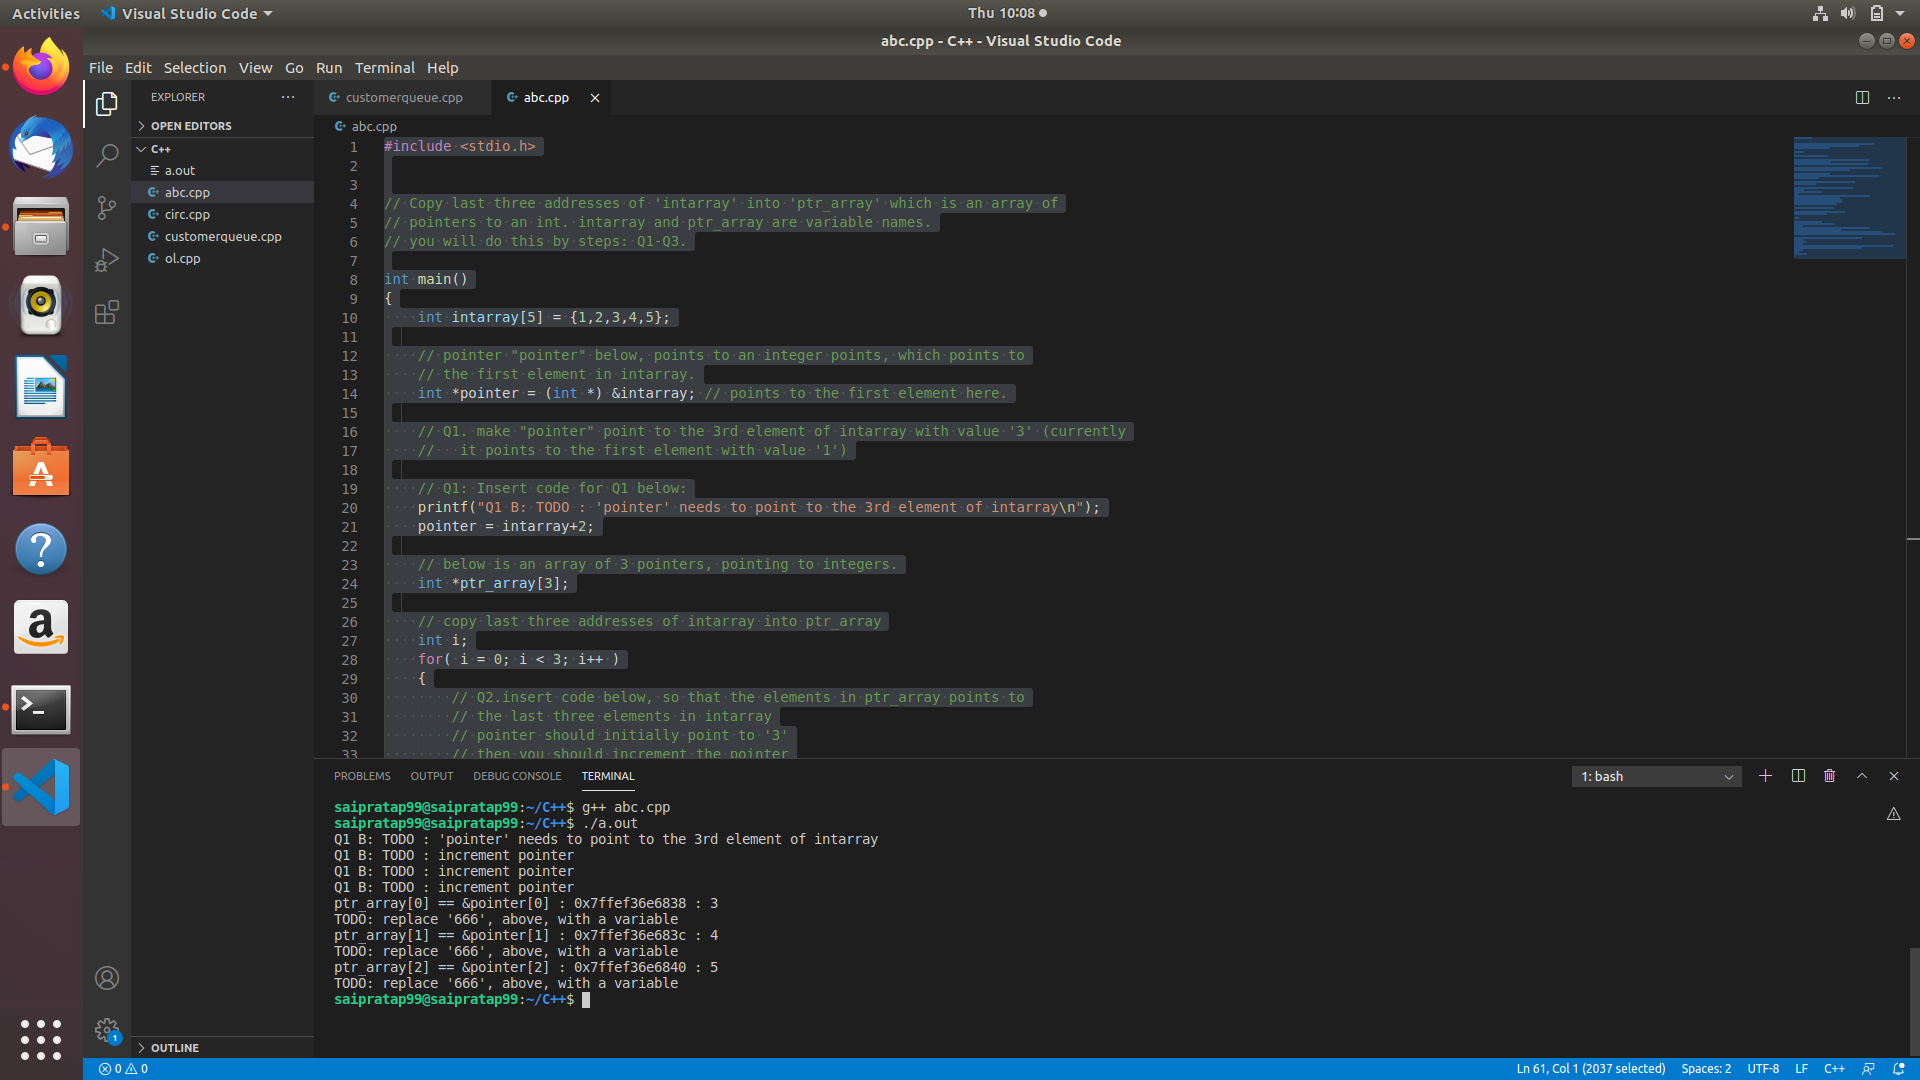 Activities
Visual Studio Code
Thu 10:08
abc.cpp - C++ - Visual Studio Code
File Edit Selection View Go Run Terminal Help
EXPLORER
OPEN EDITORS
C++
a.out
abc.cpp
circ.cpp
customerqueue.cpp
ol.cpp
OUTLINE
customerqueue.cpp
abc.cpp
abc.cpp
1 #include <stdio.h>
2
3
4 // Copy last three addresses of 'intarray' into 'ptr_array' which is an array of
5 // pointers to an int. intarray and ptr_array are variable names.
6 // you will do this by steps: Q1-Q3.
7
8 int main()
9 {
10 int intarray[5] = {1,2,3,4,5};
11
12 // pointer "pointer" below, points to an integer points, which points to
13 // the first element in intarray.
14 int *pointer = (int *) &intarray; // points to the first element here.
15
16 // Q1. make "pointer" point to the 3rd element of intarray with value '3' (currently
17 // it points to the first element with value '1')
18
19 // Q1: Insert code for Q1 below:
20 printf("Q1 B: TODO : 'pointer' needs to point to the 3rd element of intarray\n");
21 pointer = intarray+2;
22
23 // below is an array of 3 pointers, pointing to integers.
24 int *ptr_array[3];
25
26 // copy last three addresses of intarray into ptr_array
27 int i;
28 for( i = 0; i < 3; i++ )
29 {
30 // Q2.insert code below, so that the elements in ptr_array points to
31 // the last three elements in intarray
32 // pointer should initially point to '3'
33 // then you should increment the pointer
PROBLEMS OUTPUT DEBUG CONSOLE TERMINAL
1: bash
saipratap99@saipratap99:~/C++$ g++ abc.cpp
saipratap99@saipratap99:~/C++$ ./a.out
Q1 B: TODO : 'pointer' needs to point to the 3rd element of intarray
Q1 B: TODO : increment pointer
Q1 B: TODO : increment pointer
Q1 B: TODO : increment pointer
ptr_array[0] == &pointer[0] : 0x7ffef36e6838 : 3
TODO: replace '666', above, with a variable
ptr_array[1] == &pointer[1] : 0x7ffef36e683c : 4
TODO: replace '666', above, with a variable
ptr_array[2] == &pointer[2] : 0x7ffef36e6840 : 5
TODO: replace '666', above, with a variable
saipratap99@saipratap99:~/C++$
1
0 0
Ln 61, Col 1 (2037 selected) Spaces: 2 UTF-8 LF C++